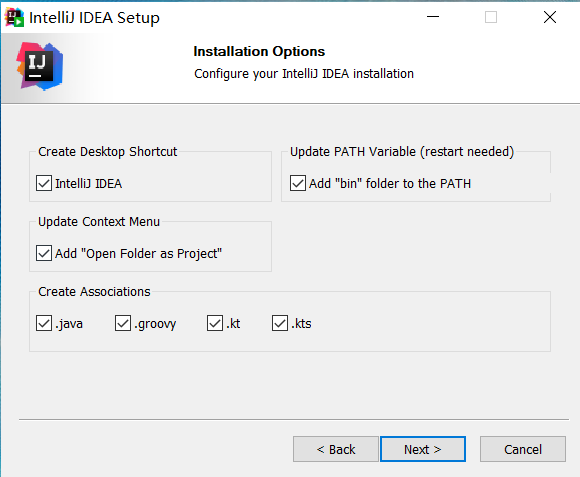 IntelliJ IDEA Setup
IJ
Installation Options
Configure your IntelliJ IDEA installation
Create Desktop Shortcut
Update PATH Variable (restart needed)
IntelliJ IDEA
Add "bin" folder to the PATH
Update Context Menu
Add "Open Folder as Project"
Create Associations
.java .groovy .kt .kts
< Back Next > Cancel